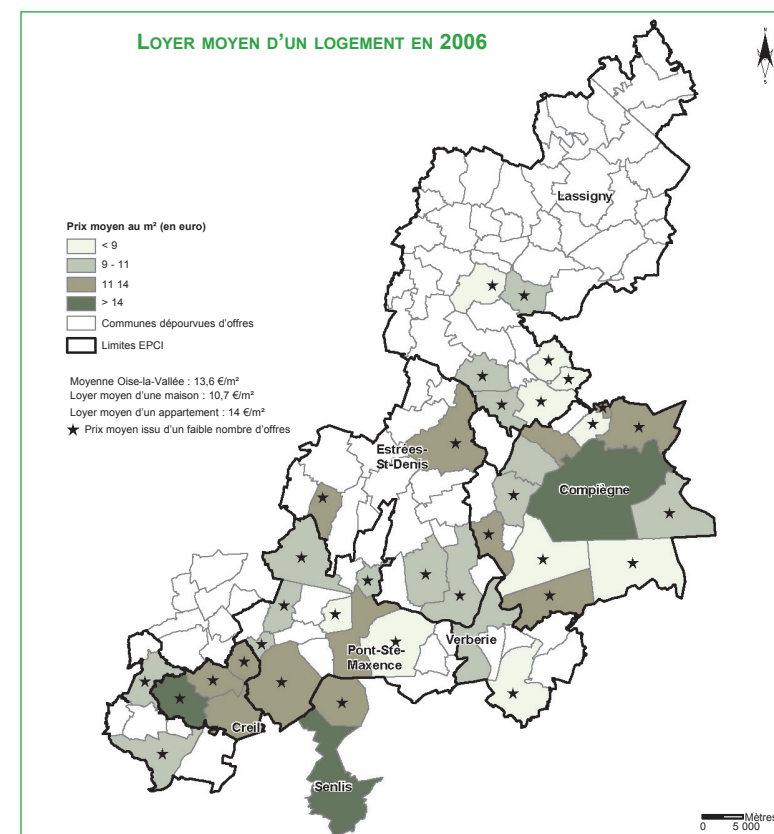 LOYER MOYEN D'UN LOGEMENT EN 2006
N
S
Lassigny
Prix moyen au m² (en euro)
< 9
9 - 11
11 14
> 14
Communes dépourvues d'offres
Limites EPCI
Moyenne Oise-la-Vallée : 13,6 €/m²
Loyer moyen d'une maison : 10,7 €/m²
Loyer moyen d'un appartement : 14 €/m²
Prix moyen issu d'un faible nombre d'offres
Estrées-
St-Denis
Compiègne
Verberie
Pont-Ste-
Maxence
Creil
Senlis
Mètres
0 5 000